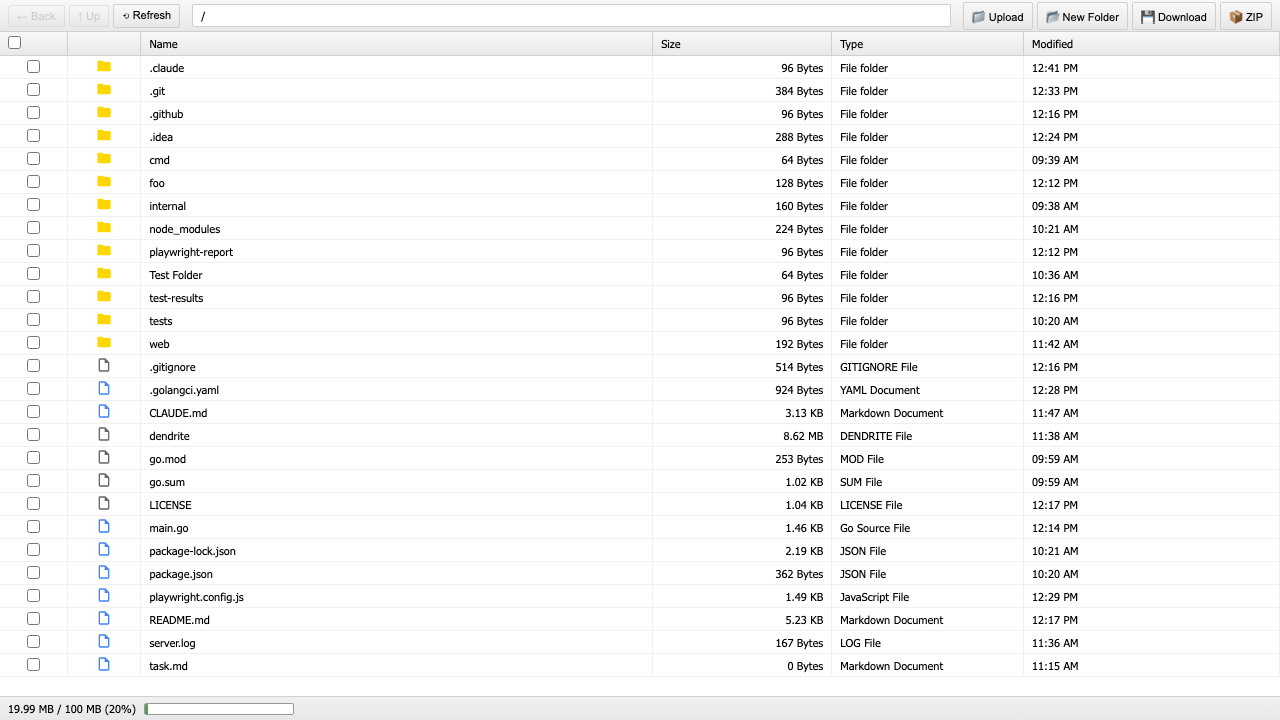 ← Back ↑ Up ⟲ Refresh / Upload New Folder Download ZIP
Name Size Type Modified
.claude 96 Bytes File folder 12:41 PM
.git 384 Bytes File folder 12:33 PM
.github 96 Bytes File folder 12:16 PM
.idea 288 Bytes File folder 12:24 PM
cmd 64 Bytes File folder 09:39 AM
foo 128 Bytes File folder 12:12 PM
internal 160 Bytes File folder 09:38 AM
node_modules 224 Bytes File folder 10:21 AM
playwright-report 96 Bytes File folder 12:12 PM
Test Folder 64 Bytes File folder 10:36 AM
test-results 96 Bytes File folder 12:16 PM
tests 96 Bytes File folder 10:20 AM
web 192 Bytes File folder 11:42 AM
.gitignore 514 Bytes GITIGNORE File 12:16 PM
.golangci.yaml 924 Bytes YAML Document 12:28 PM
CLAUDE.md 3.13 KB Markdown Document 11:47 AM
dendrite 8.62 MB DENDRITE File 11:38 AM
go.mod 253 Bytes MOD File 09:59 AM
go.sum 1.02 KB SUM File 09:59 AM
LICENSE 1.04 KB LICENSE File 12:17 PM
main.go 1.46 KB Go Source File 12:14 PM
package-lock.json 2.19 KB JSON File 10:21 AM
package.json 362 Bytes JSON File 10:20 AM
playwright.config.js 1.49 KB JavaScript File 12:29 PM
README.md 5.23 KB Markdown Document 12:17 PM
server.log 167 Bytes LOG File 11:36 AM
task.md 0 Bytes Markdown Document 11:15 AM
19.99 MB / 100 MB (20%)